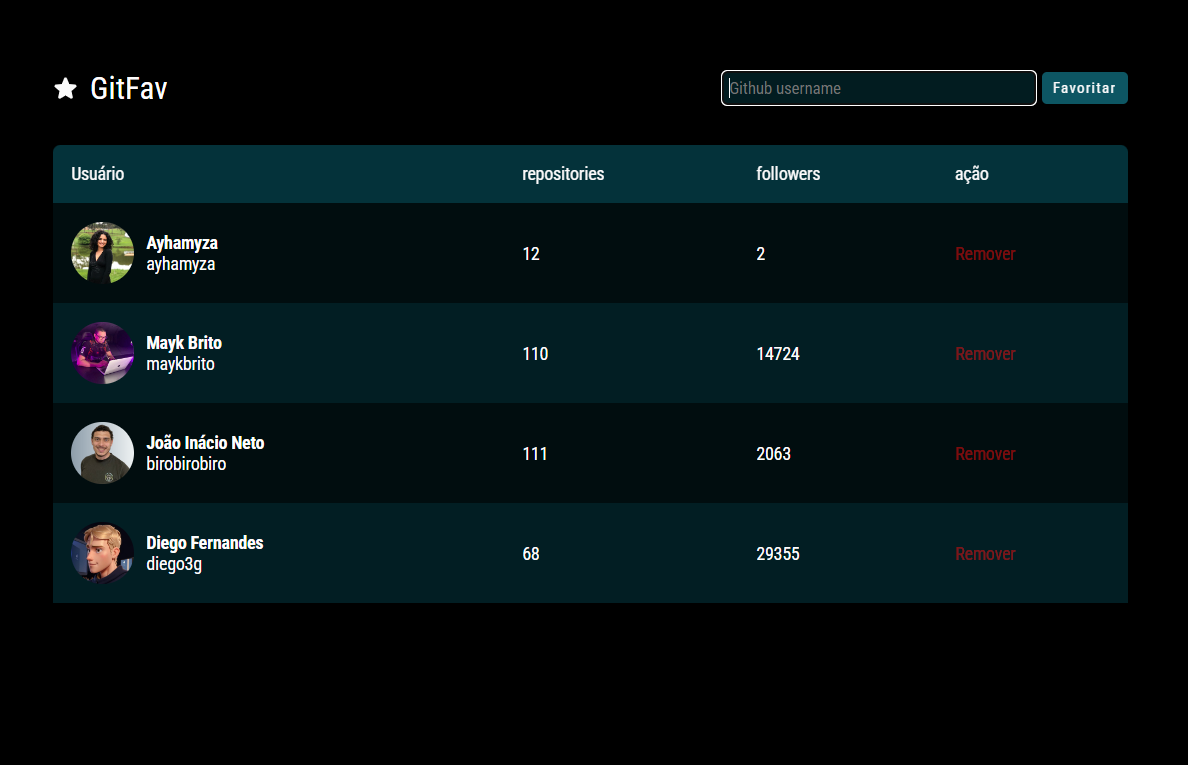 GitFav
Github username
Favoritar
Usuário repositories followers ação
Ayhamyza
ayhamyza
12 2 Remover
Mayk Brito
maykbrito
110 14724 Remover
João Inácio Neto
birobirobiro
111 2063 Remover
Diego Fernandes
diego3g
68 29355 Remover